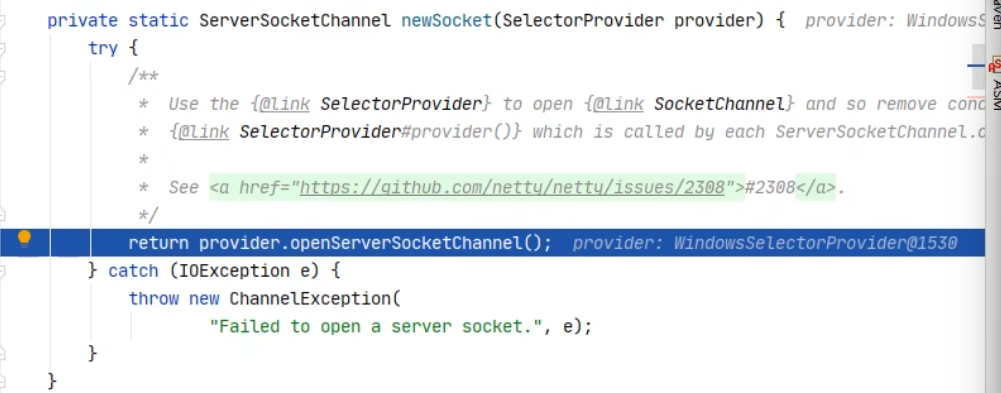 private static ServerSocketChannel newSocket(SelectorProvider provider) {  provider: WindowsS
try {
/**
*  Use the {@link SelectorProvider} to open {@link SocketChannel} and so remove cond
*  {@link SelectorProvider#provider()} which is called by each ServerSocketChannel.o
*
*  See <a href="https://github.com/netty/netty/issues/2308">#2308</a>.
*/
return provider.openServerSocketChannel();  provider: WindowsSelectorProvider@1530
} catch (IOException e) {
throw new ChannelException(
"Failed to open a server socket.", e);
}
}
ASM